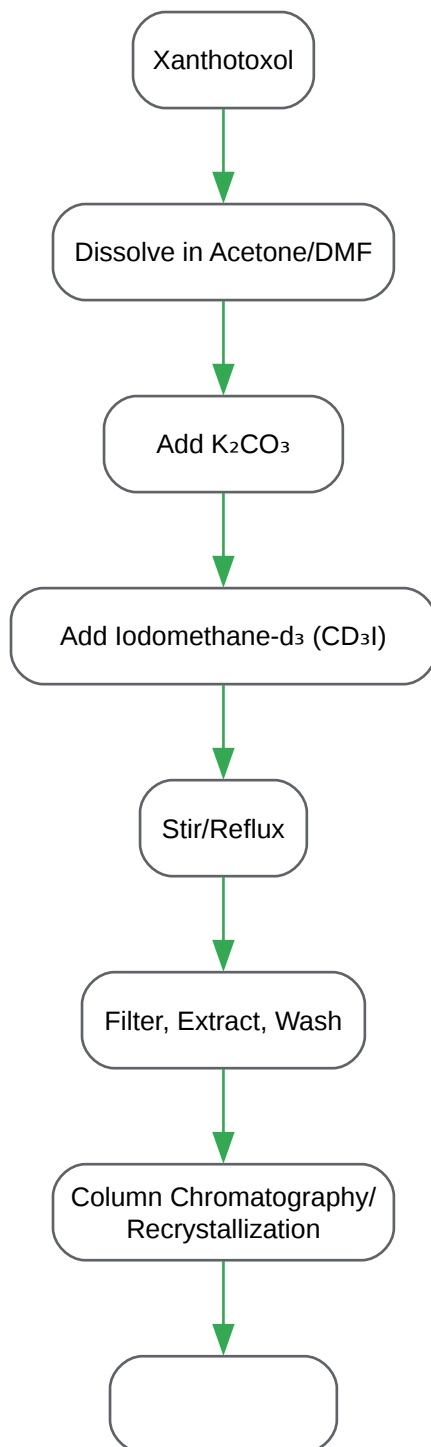 Xanthotoxol
Dissolve in Acetone/DMF
Add K₂CO₃
Add Iodomethane-d₃ (CD₃I)
Stir/Reflux
Filter, Extract, Wash
Column Chromatography/
Recrystallization